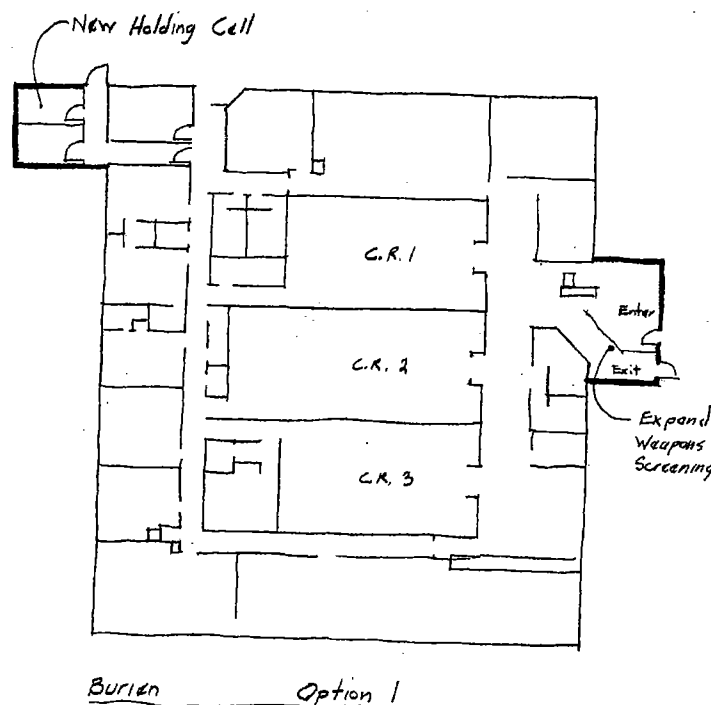 New Holding Cell
C.R. 1
Enter
C.R. 2
Exit
Expand
Weapons
Screening
C.R. 3
Burien Option 1